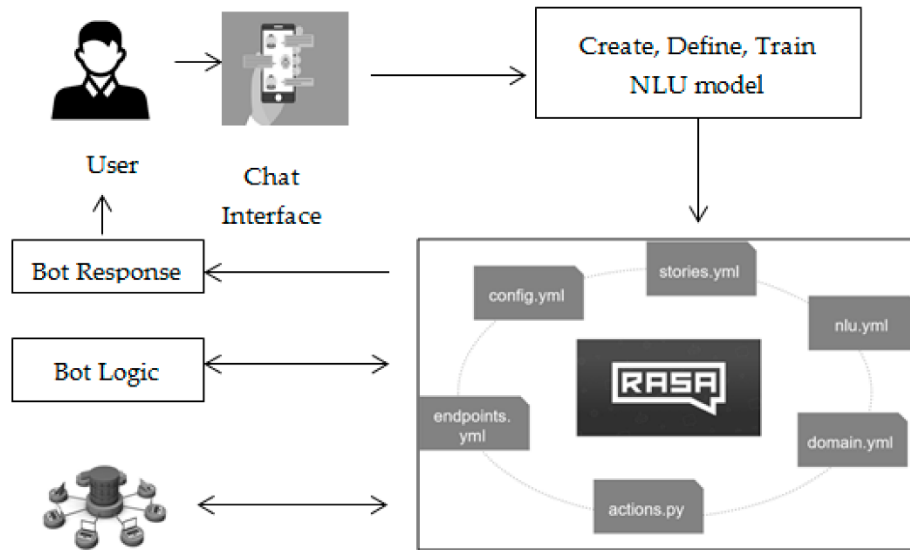 Create, Define, Train
NLU model
User
Chat
Interface
Bot Response
Bot Logic
stories.yml
config.yml
nlu.yml
RASA
endpoints.
yml
domain.yml
actions.py